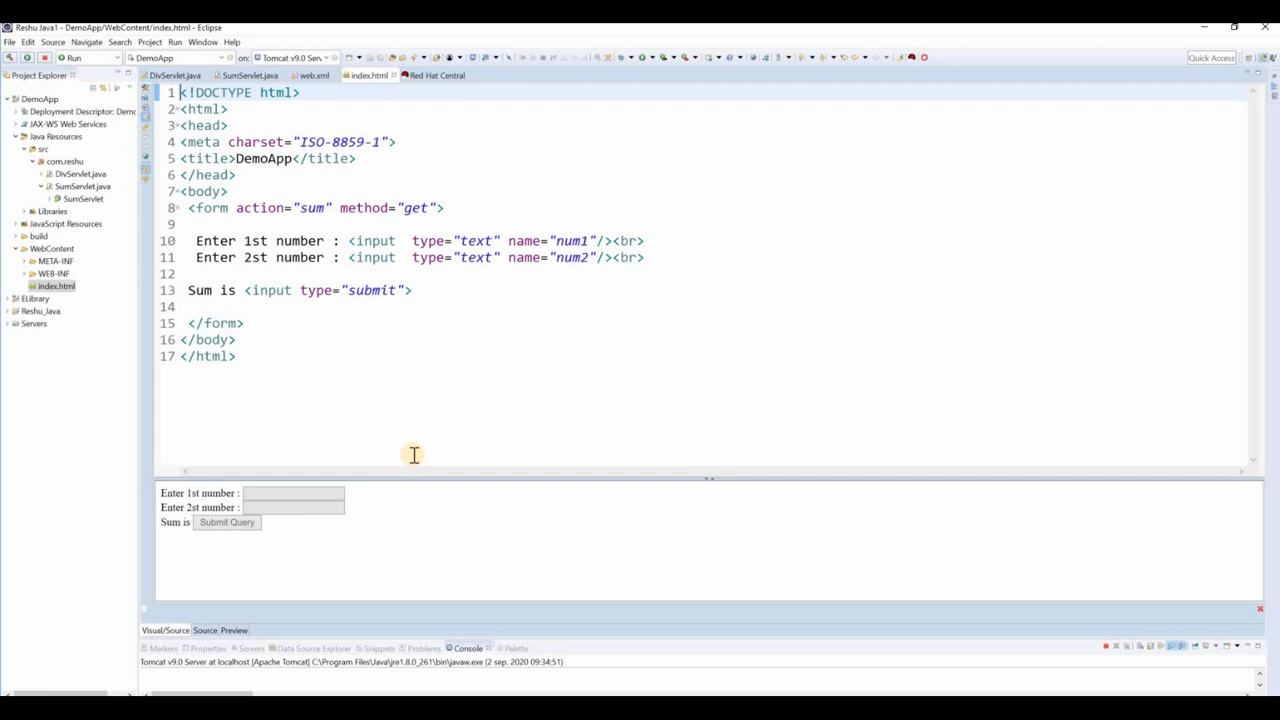 Reshu Java1 - DemoApp/WebContent/index.html - Eclipse
File Edit Source Navigate Search Project Run Window Help
Run DemoApp on: Tomcat v9.0 Serv Quick Access
Project Explorer
DivServlet.java SumServlet.java web.xml index.html Red Hat Central
DemoApp
Deployment Descriptor: Demo
JAX-WS Web Services
Java Resources
src
com.reshu
DivServlet.java
SumServlet.java
SumServlet
Libraries
JavaScript Resources
build
WebContent
META-INF
WEB-INF
index.html
ELibrary
Reshu_Java
Servers
1 <!DOCTYPE html>
2 <html>
3 <head>
4 <meta charset="ISO-8859-1">
5 <title>DemoApp</title>
6 </head>
7 <body>
8 <form action="sum" method="get">
9
10 Enter 1st number : <input type="text" name="num1"/><br>
11 Enter 2st number : <input type="text" name="num2"/><br>
12
13 Sum is <input type="submit">
14
15 </form>
16 </body>
17 </html>
Enter 1st number :
Enter 2st number :
Sum is Submit Query
Visual/Source Source Preview
Markers Properties Servers Data Source Explorer Snippets Problems Console Palette
Tomcat v9.0 Server at localhost [Apache Tomcat] C:\Program Files\Java\jre1.8.0_261\bin\javaw.exe (2 sep. 2020 09:34:51)